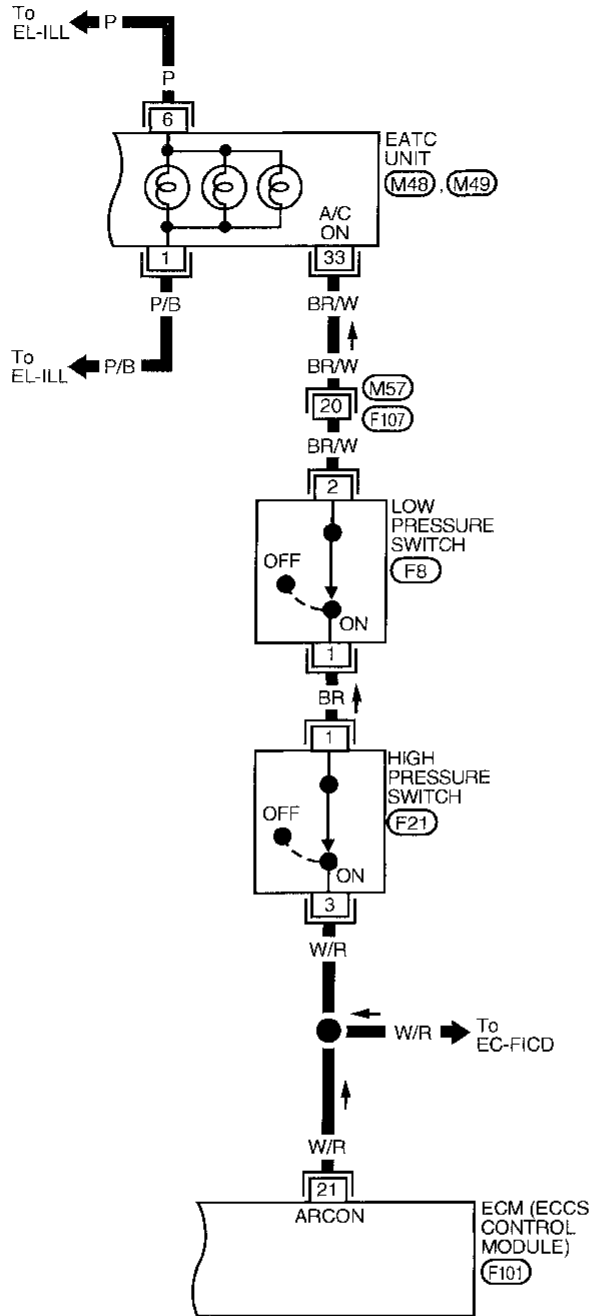 To
EL-ILL
P
P
6
EATC
UNIT
M48 , M49
A/C
ON
1
33
P/B
BR/W
To
EL-ILL
P/B
BR/W
M57
20
F107
BR/W
2
LOW
PRESSURE
SWITCH
F8
OFF
ON
1
BR
1
HIGH
PRESSURE
SWITCH
F21
OFF
ON
3
W/R
W/R
To
EC-FICD
W/R
21
ARCON
ECM (ECCS
CONTROL
MODULE)
F101